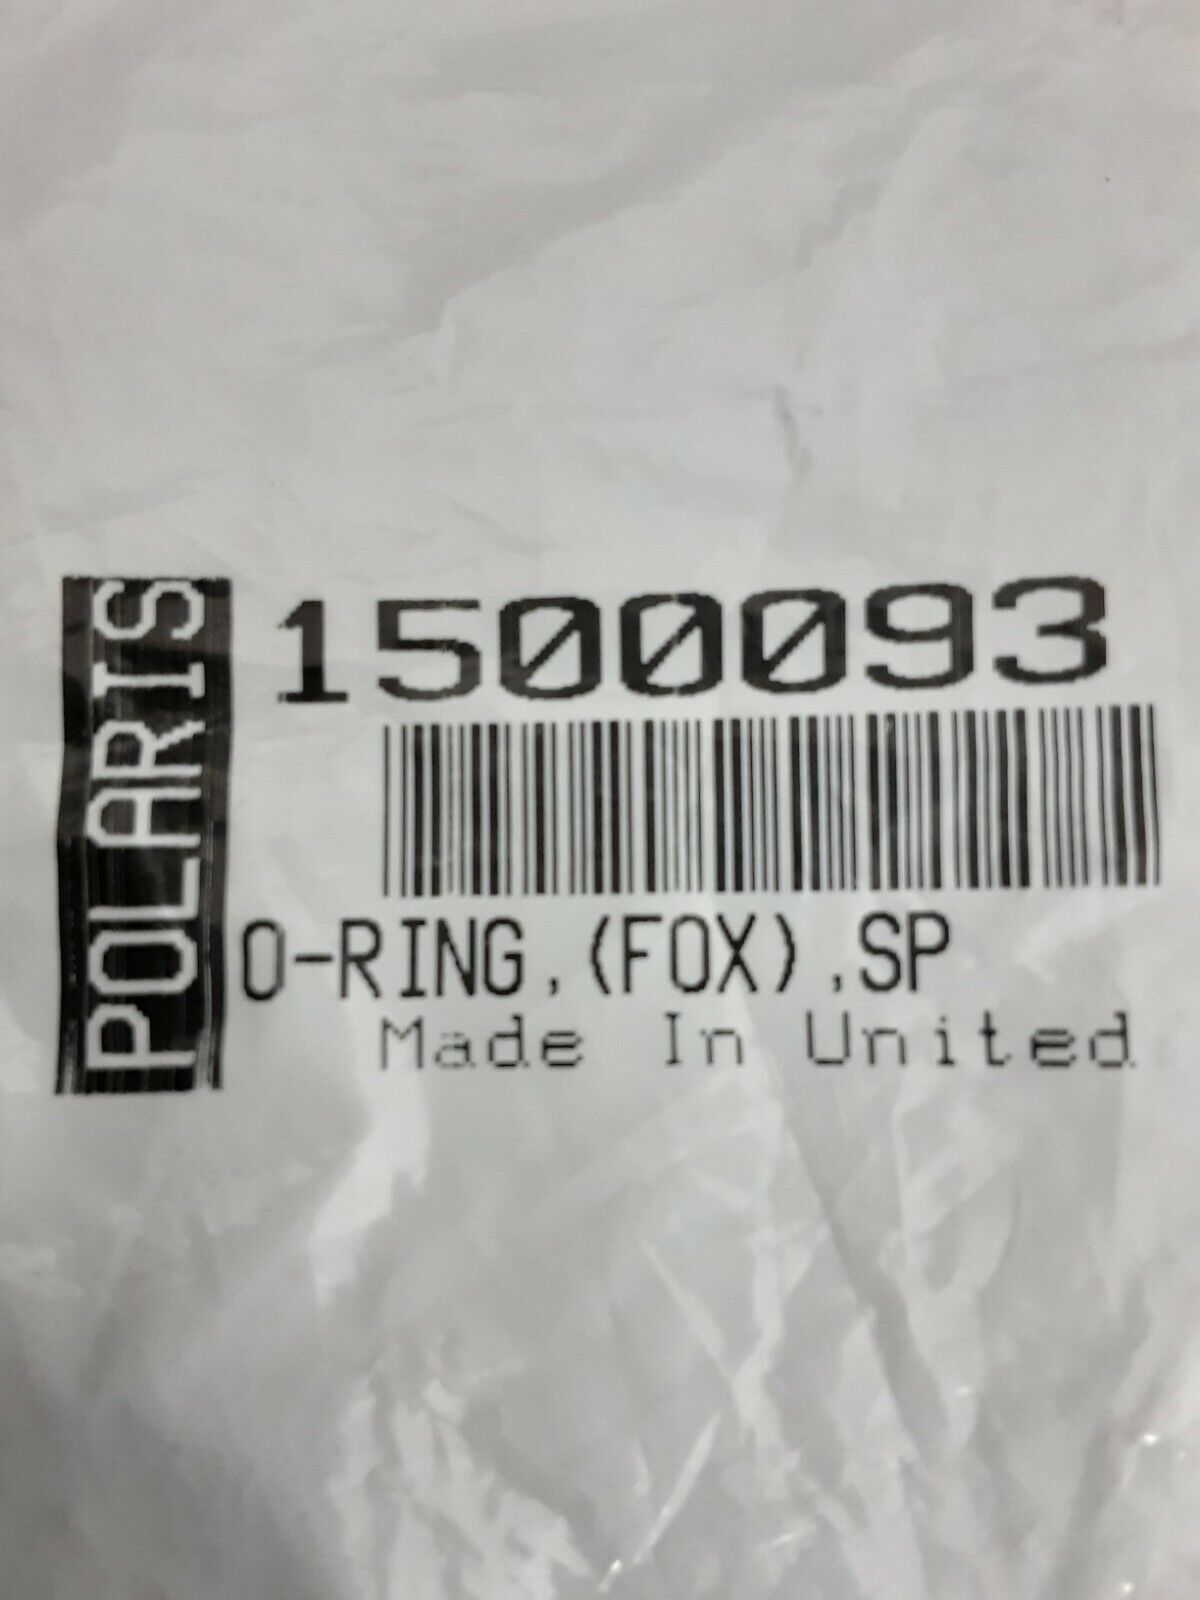 POLARIS
1500093
O-RING,(FOX),SP
Made In United